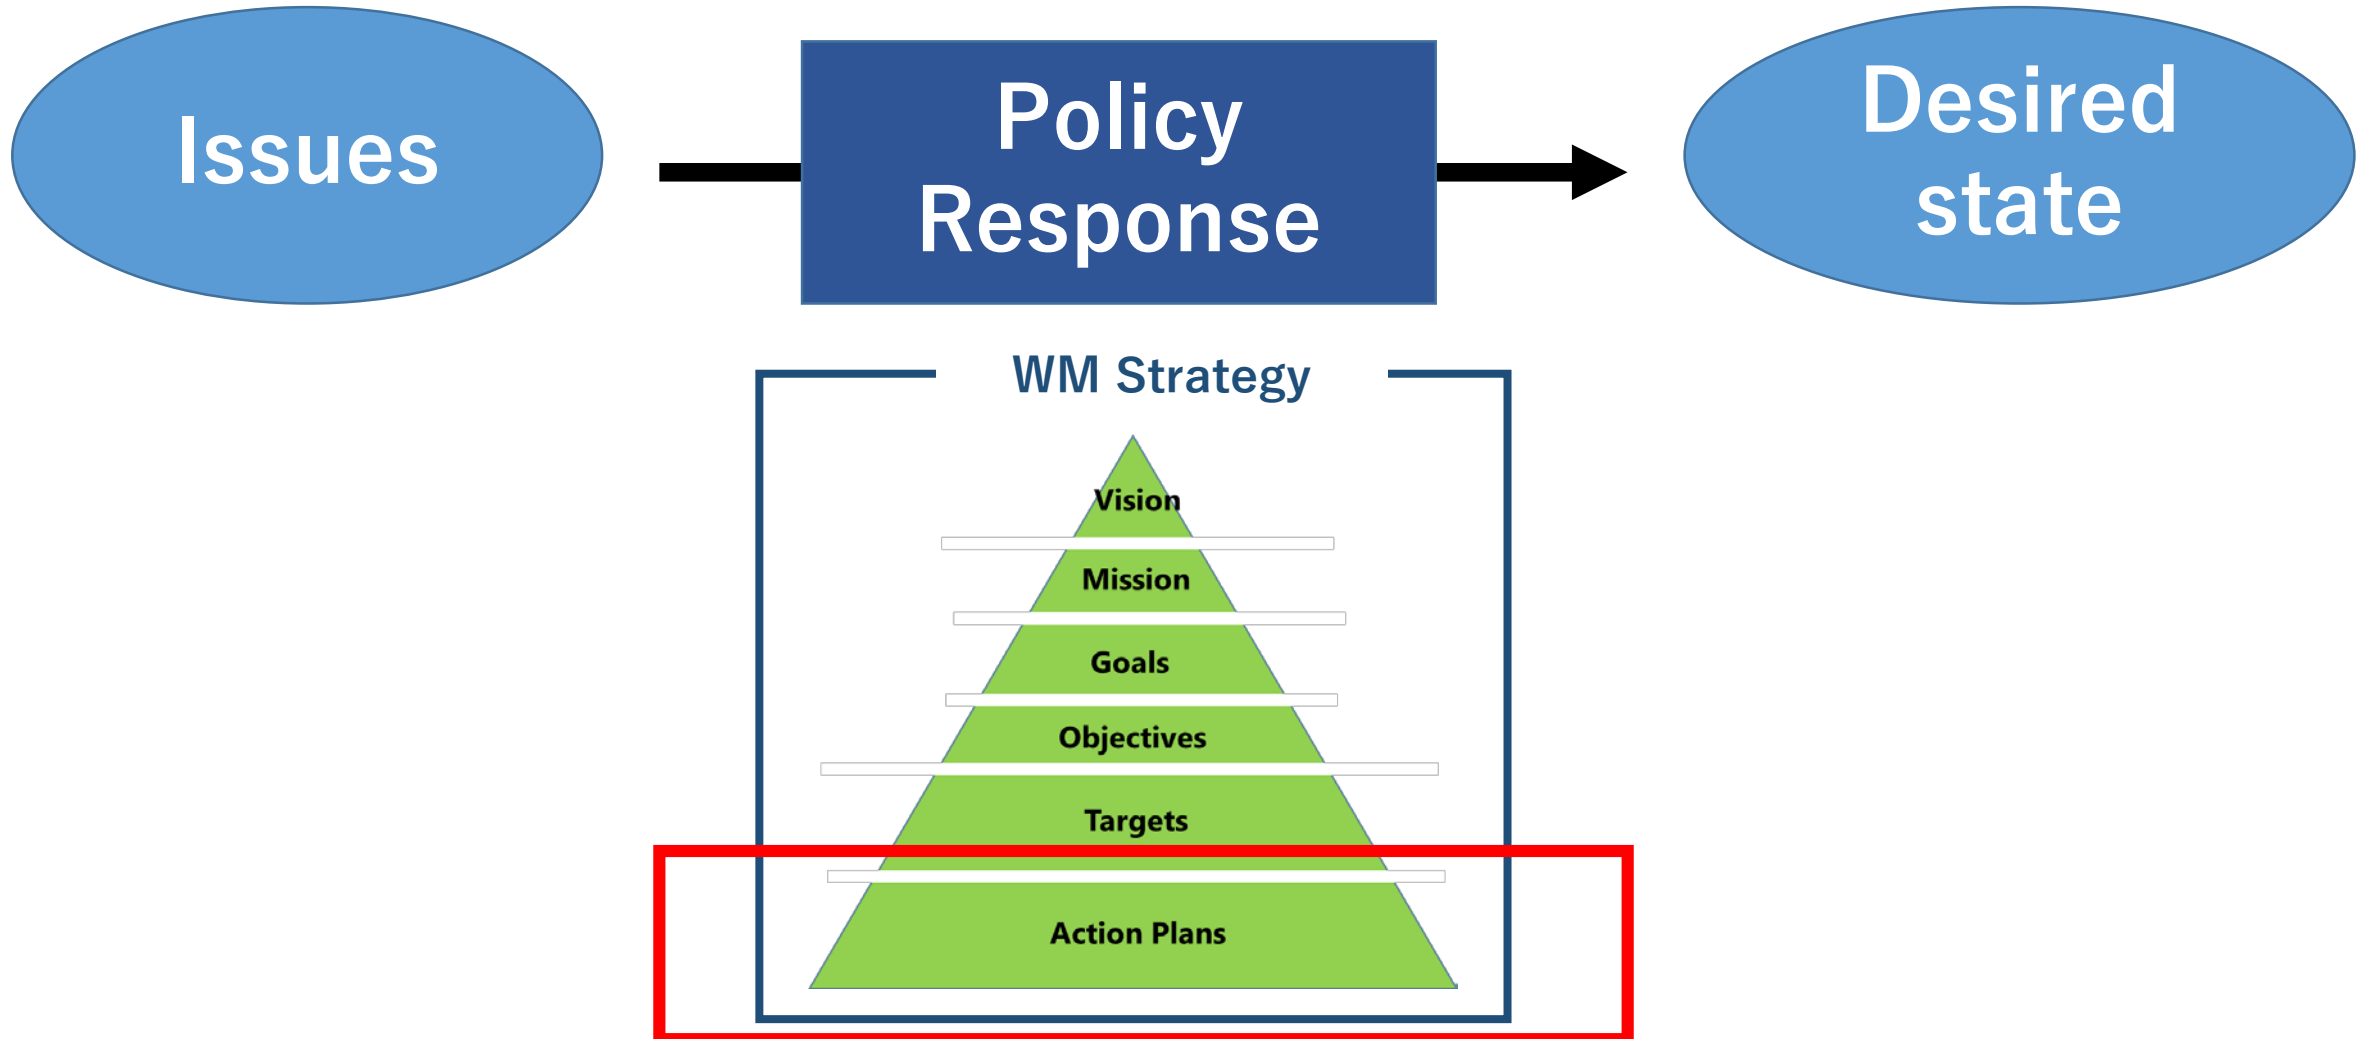 Issues
Policy
Response
Desired
state
WM Strategy
Vision
Mission
Goals
Objectives
Targets
Action Plans